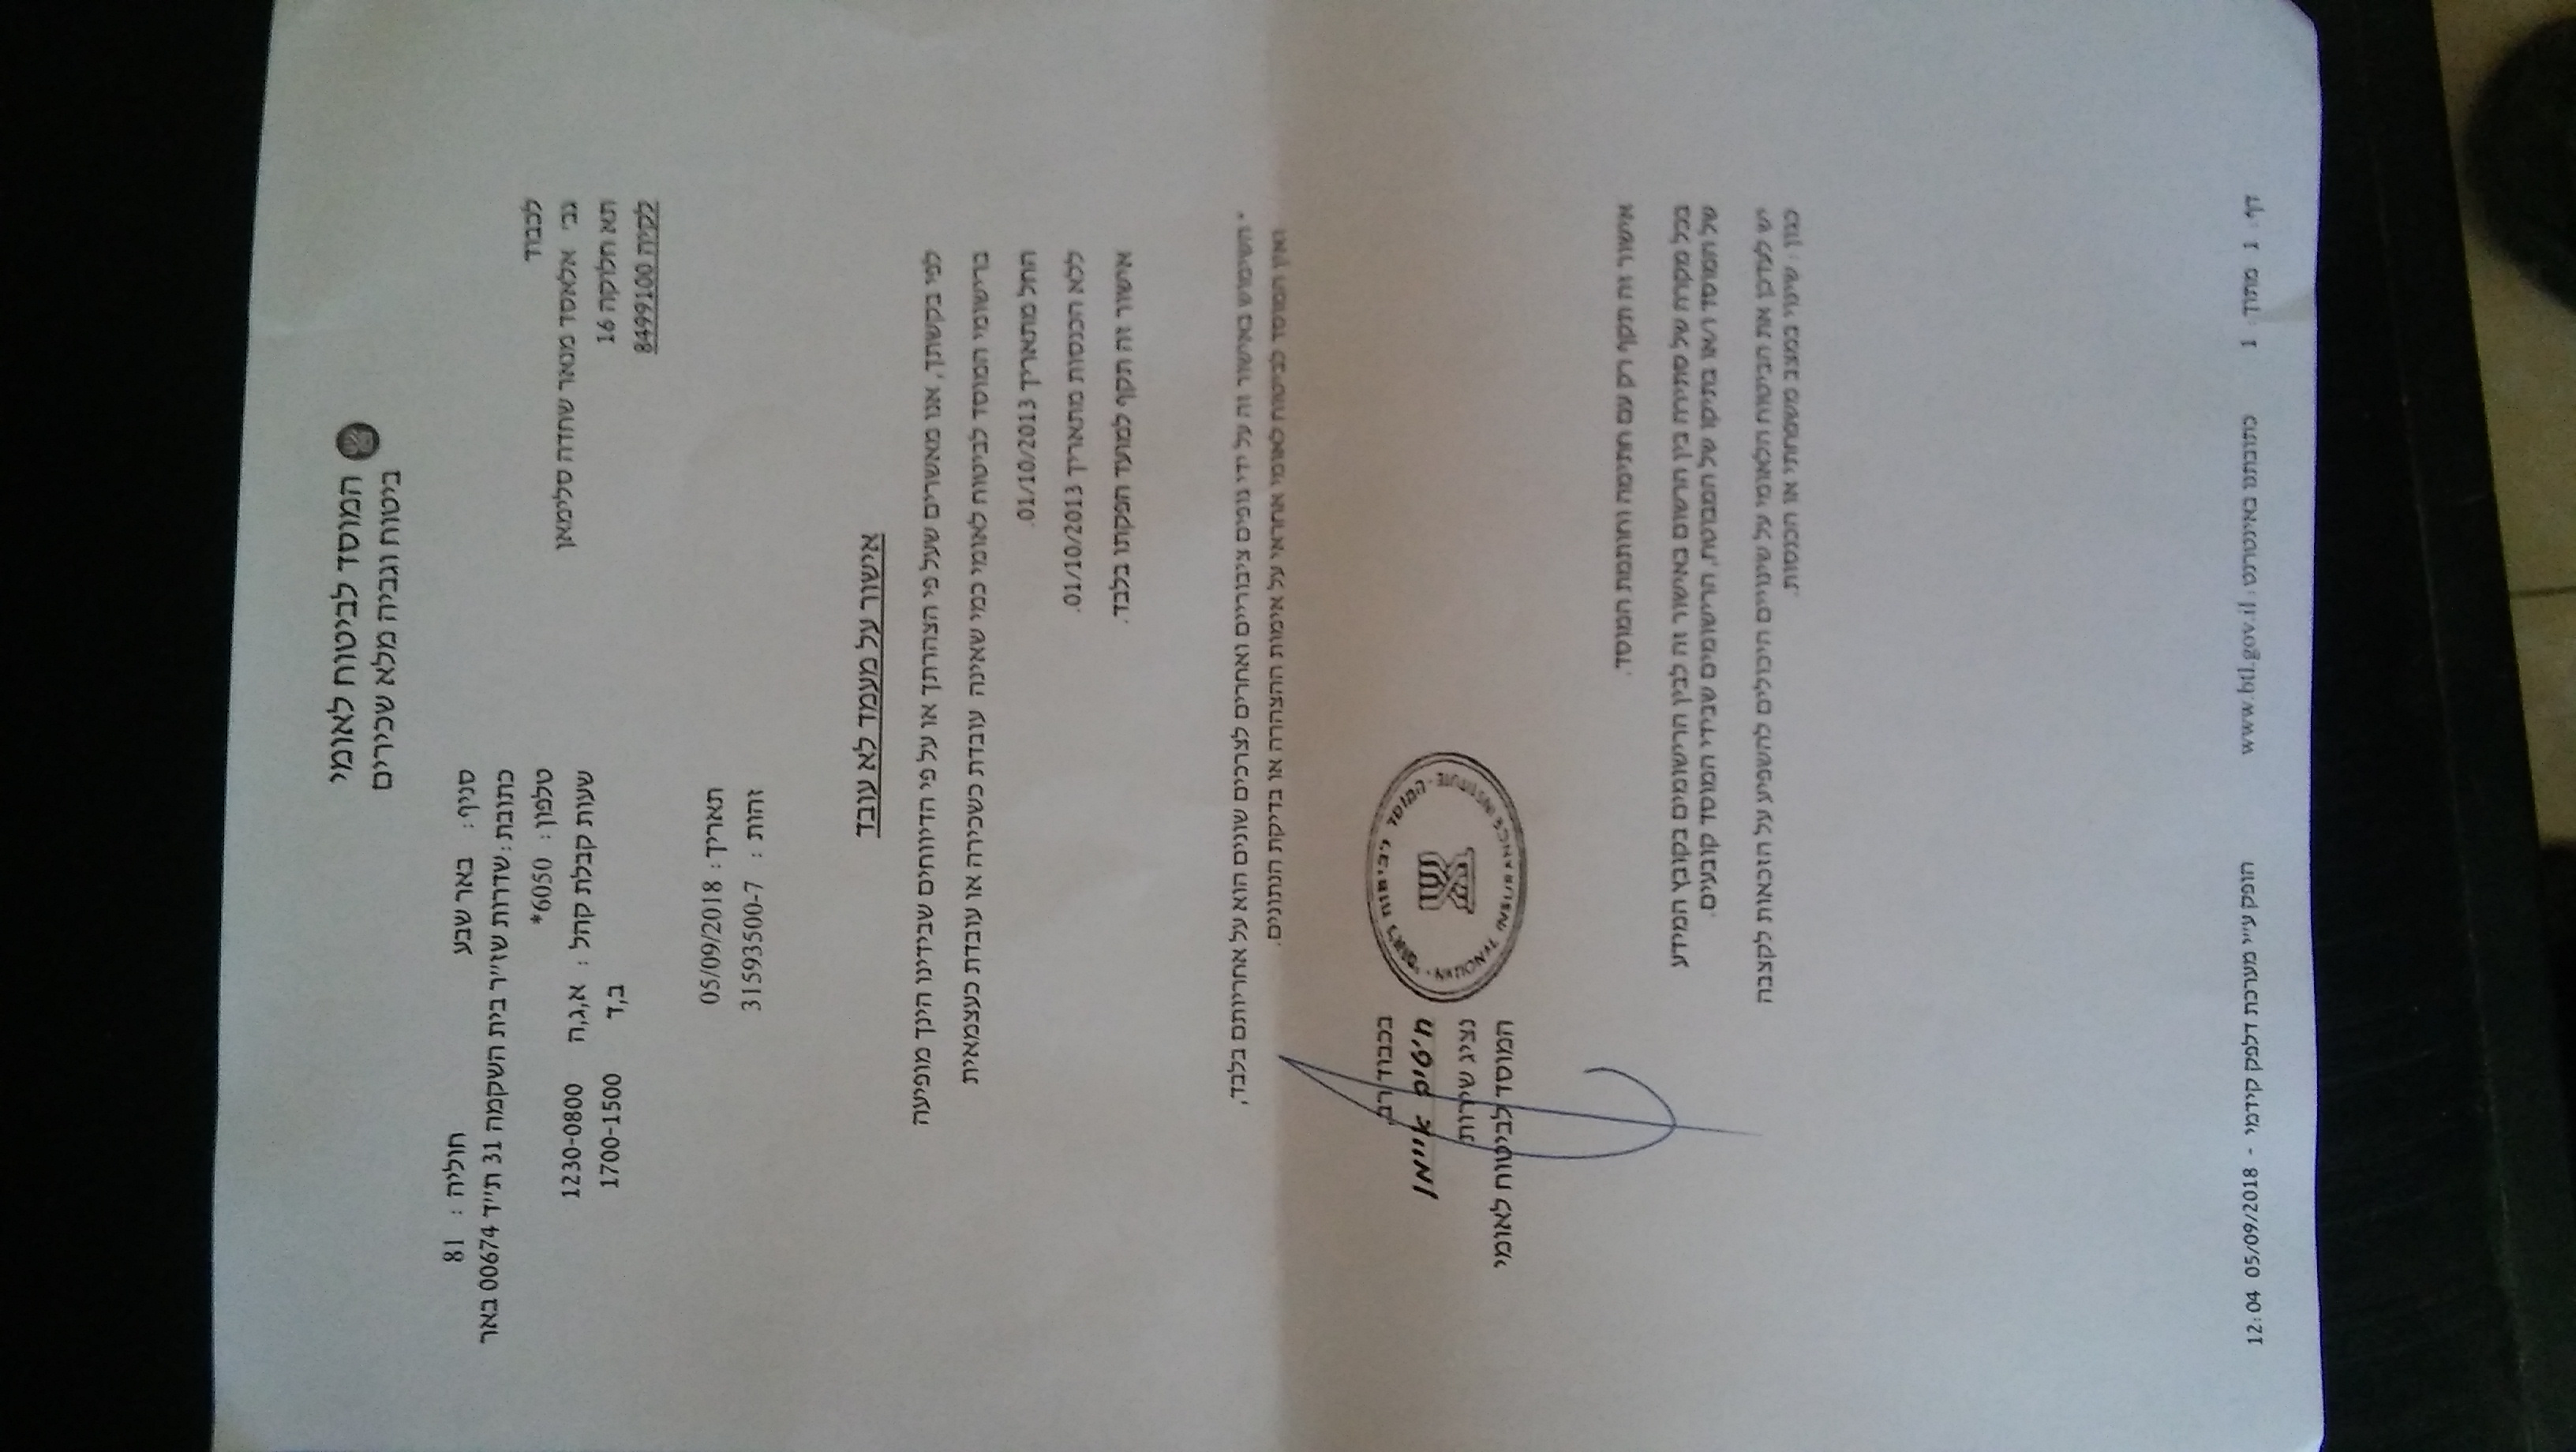 המוסד לביטוח לאומי
ביטוח וגביה מלא שכירים
סניף: באר שבע חוליה : 81
כתובת: שדרות שז"ר בית השקמה 31 ת"ד 00674 באר
טלפון: 6050*
שעות קבלת קהל : א,ג,ה 1230-0800
ב,ד 1700-1500
לכבוד
גב' אלאסד מנאר שחדה סלימאן
תא חלוקה 16
לקיה 8499100
תאריך: 05/09/2018
זהות : 31593500-7
אישור על מעמד לא עובד
לפי בקשתך, אנו מאשרים שעל פי הצהרתך או על פי הדיווחים שבידינו הינך מופיעה
ברישומי המוסד לביטוח לאומי כמי שאינה עובדת כשכירה או עובדת כעצמאית
החל מתאריך 01/10/2013.
ללא הכנסות מתאריך 01/10/2013.
אישור זה תקף למועד הפקתו בלבד.
* השימוש באישור זה על ידי גופים ציבוריים ואחרים לצרכים שונים הוא על אחריותם בלבד,
ואין המוסד לביטוח לאומי אחראי על אימות ההצהרה או בדיקת הנתונים.
המוסד לביטוח לאומי
NATIONAL INSURANCE INSTITUTE
בכבוד רב,
ח'טיב איימן
נציג שירות
המוסד לביטוח לאומי
אישור זה תקף רק עם חתימה וחותמת המוסד.
בכל מקרה של סתירה בין הרשום באישור זה לבין הרישומים בקובץ המידע
של המוסד ו/או בתיקו של המבוטח, הרישומים שבידי המוסד קובעים.
יש לעדכן את הביטוח הלאומי על שינויים היכולים להשפיע על הזכאות לקצבה
כגון: שינוי במצב משפחתי או הכנסות.
דף 1 מתוך 1 כתובתנו באינטרנט: www.btl.gov.il הופק ע"י מערכת דלפק קידמי - 05/09/2018 12:04